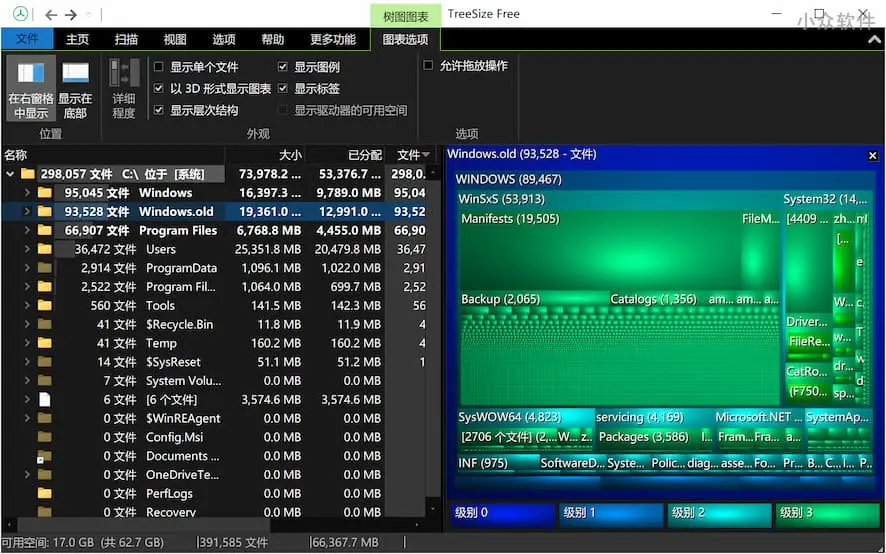 树图图表 TreeSize Free
小众软件
文件 主页 扫描 视图 选项 帮助 更多功能 图表选项
在右窗格中显示 显示在底部 详细程度
显示单个文件 显示图例 允许拖放操作
以 3D 形式显示图表 显示标签
显示层次结构 显示驱动器的可用空间
位置 外观 选项
名称 大小 已分配 文件
298,057 文件 C:\ 位于 [系统] 73,978.2 ... 53,376.7 ... 298,0.
95,045 文件 Windows 16,397.3 ... 9,789.0 MB 95,04
93,528 文件 Windows.old 19,361.0 ... 12,991.0 ... 93,52
66,907 文件 Program Files 6,768.8 MB 4,455.0 MB 66,90
36,472 文件 Users 25,351.8 MB 20,479.8 MB 36,47
2,914 文件 ProgramData 1,096.1 MB 1,022.0 MB 2,91
2,522 文件 Program Fil... 1,064.0 MB 699.7 MB 2,52
560 文件 Tools 141.5 MB 142.3 MB 56
41 文件 $Recycle.Bin 11.8 MB 11.9 MB 4
41 文件 Temp 160.2 MB 160.2 MB 4
14 文件 $SysReset 51.1 MB 51.2 MB 1
7 文件 System Volu... 0.0 MB 0.0 MB
6 文件 [6 个文件] 3,574.6 MB 3,574.6 MB
0 文件 $WinREAgent 0.0 MB 0.0 MB
0 文件 Config.Msi 0.0 MB 0.0 MB
0 文件 Documents ... 0.0 MB 0.0 MB
0 文件 OneDriveTe... 0.0 MB 0.0 MB
0 文件 PerfLogs 0.0 MB 0.0 MB
0 文件 Recovery 0.0 MB 0.0 MB
Windows.old (93,528 - 文件)
WINDOWS (89,467)
WinSxS (53,913) System32 (14,...
Manifests (19,505) FileM... [4409 ... zh... ml
[... e
Backup (2,065) Catalogs (1,356) am... am... a... W... c.
Driver... T
FileRe... w... w
CatRo... dr... d
(F750... sp...
SysWOW64 (4,823) servicing (4,169) Microsoft.NET ... SystemAp...
[2706 个文件] (2,... W... z.. Packages (3,586) l... Fram... Fra... a...
INF (975) SoftwareD... Syste... Polic... diag... asse... Fo... Pr... B... C... l... P..
级别 0 级别 1 级别 2 级别 3
可用空间: 17.0 GB (共 62.7 GB) 391,585 文件 66,367.7 MB